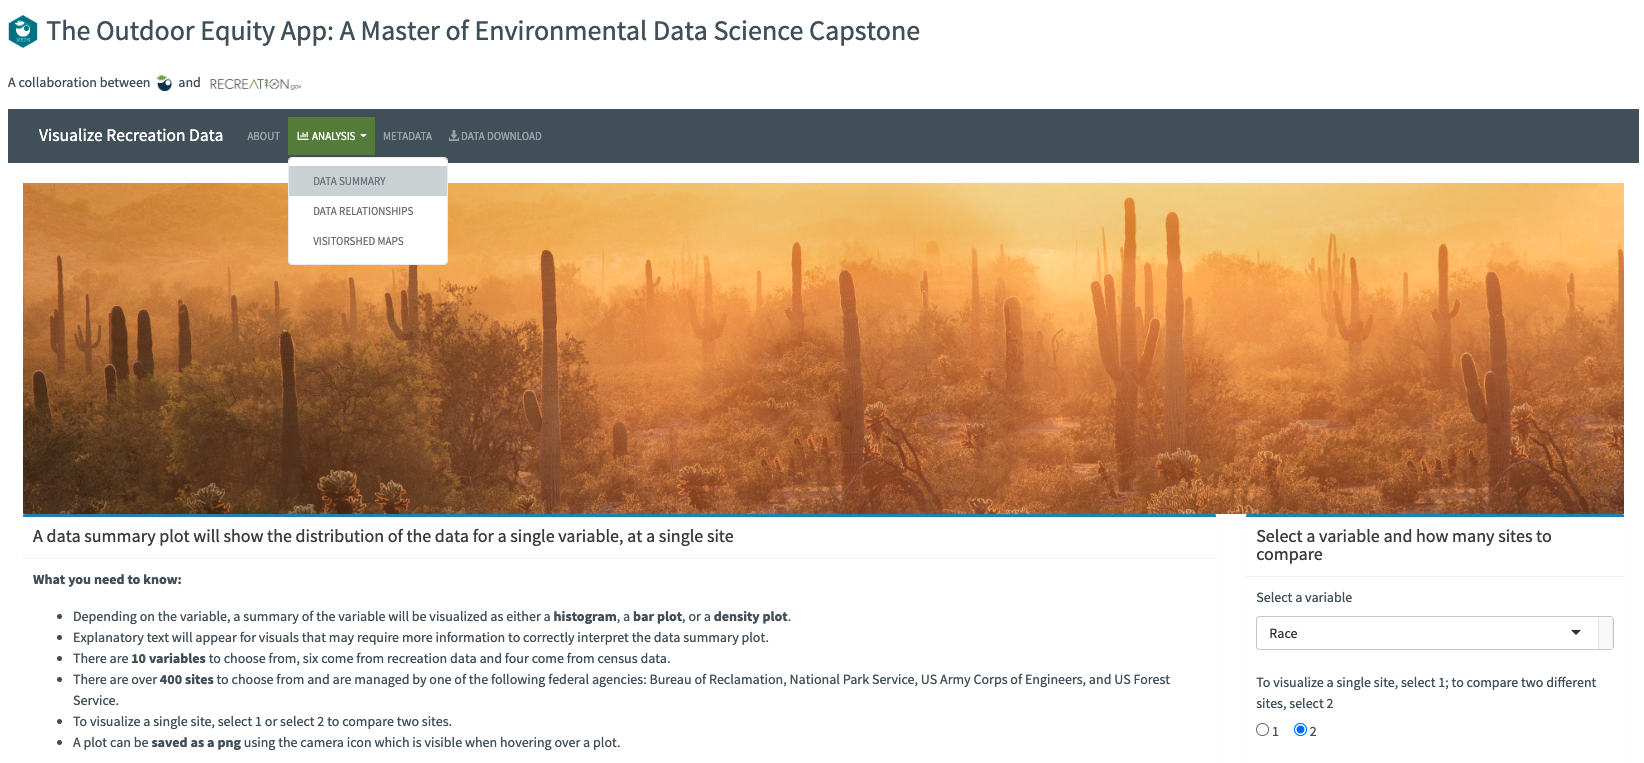 The Outdoor Equity App: A Master of Environmental Data Science Capstone
A collaboration between and RECREATION.gov
Visualize Recreation Data ABOUT ANALYSIS METADATA DATA DOWNLOAD
DATA SUMMARY
DATA RELATIONSHIPS
VISITORSHED MAPS
A data summary plot will show the distribution of the data for a single variable, at a single site
What you need to know:
Depending on the variable, a summary of the variable will be visualized as either a histogram, a bar plot, or a density plot.
Explanatory text will appear for visuals that may require more information to correctly interpret the data summary plot.
There are 10 variables to choose from, six come from recreation data and four come from census data.
There are over 400 sites to choose from and are managed by one of the following federal agencies: Bureau of Reclamation, National Park Service, US Army Corps of Engineers, and US Forest
Service.
To visualize a single site, select 1 or select 2 to compare two sites.
A plot can be saved as a png using the camera icon which is visible when hovering over a plot.
Select a variable and how many sites to
compare
Select a variable
Race
To visualize a single site, select 1; to compare two different
sites, select 2
1 2